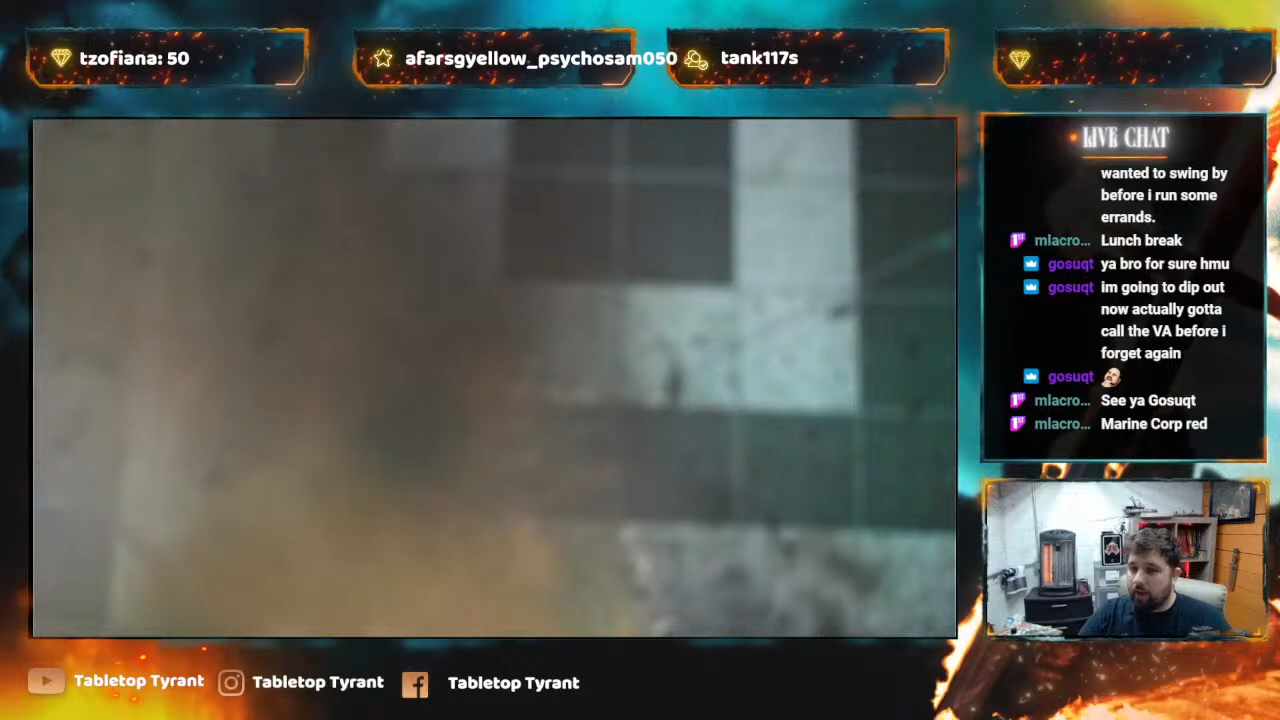 tzofiana: 50
afarsgyellow_psychosam050
tank117s
LIVE CHAT
wanted to swing by
before i run some
errands.
mlacro... Lunch break
gosuqt ya bro for sure hmu
gosuqt im going to dip out
now actually gotta
call the VA before i
forget again
gosuqt
mlacro... See ya Gosuqt
mlacro... Marine Corp red
Tabletop Tyrant
Tabletop Tyrant
Tabletop Tyrant